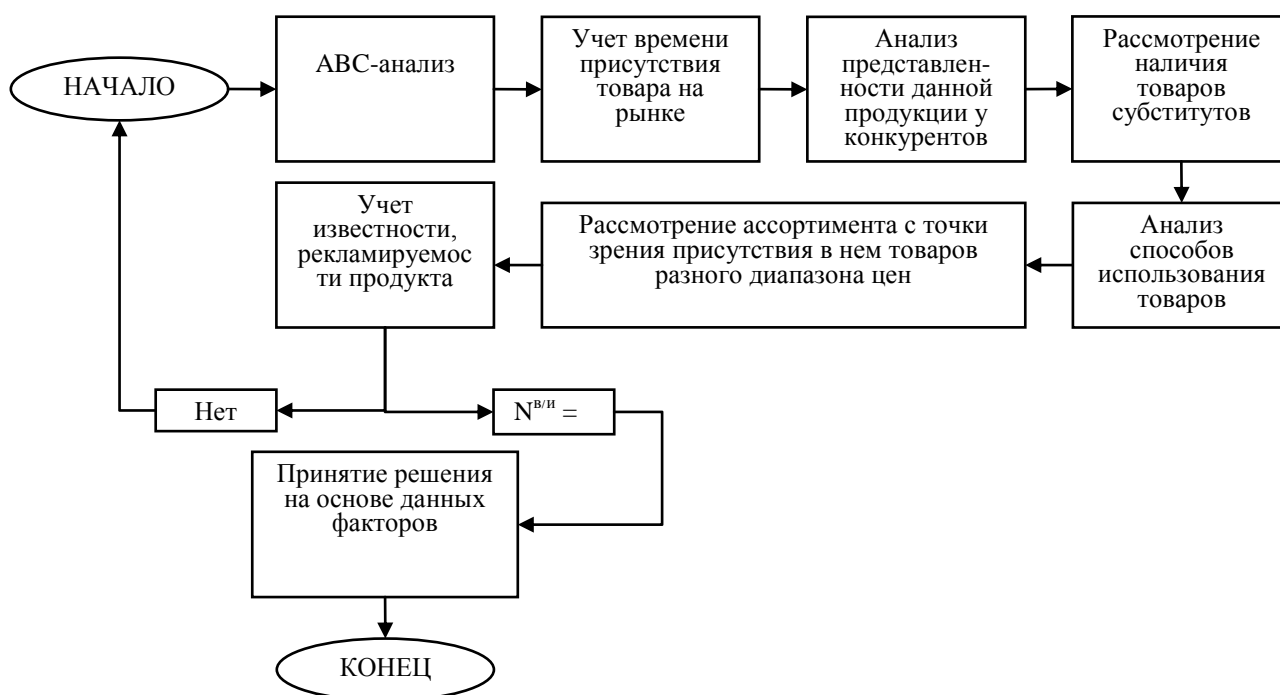 НАЧАЛО
АВС-анализ
Учет времени
присутствия
товара на
рынке
Анализ
представлен-
ности данной
продукции у
конкурентов
Рассмотрение
наличия
товаров
субститутов
Анализ
способов
использования
товаров
Рассмотрение ассортимента с точки
зрения присутствия в нем товаров
разного диапазона цен
Учет
известности,
рекламируемос
ти продукта
Нет
N^в/и =
Принятие решения
на основе данных
факторов
КОНЕЦ